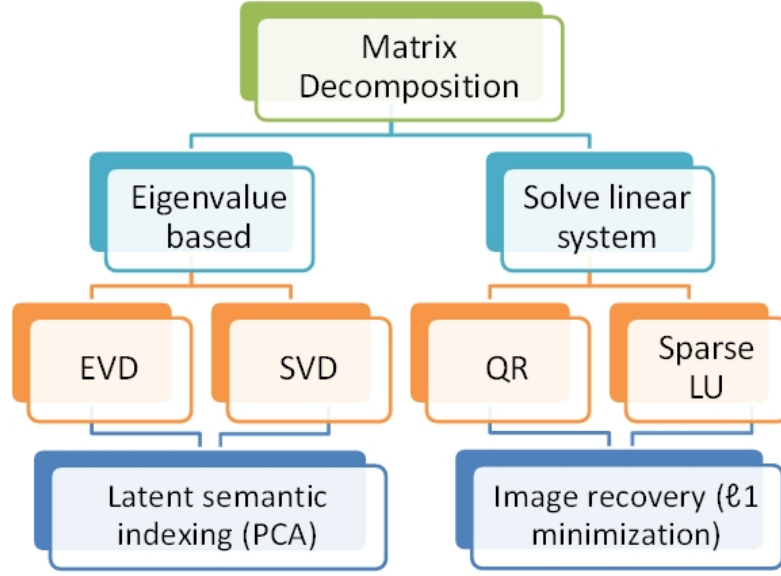 Matrix
Decomposition
Eigenvalue
based
Solve linear
system
EVD
SVD
QR
Sparse
LU
Latent semantic
indexing (PCA)
Image recovery (ℓ1
minimization)